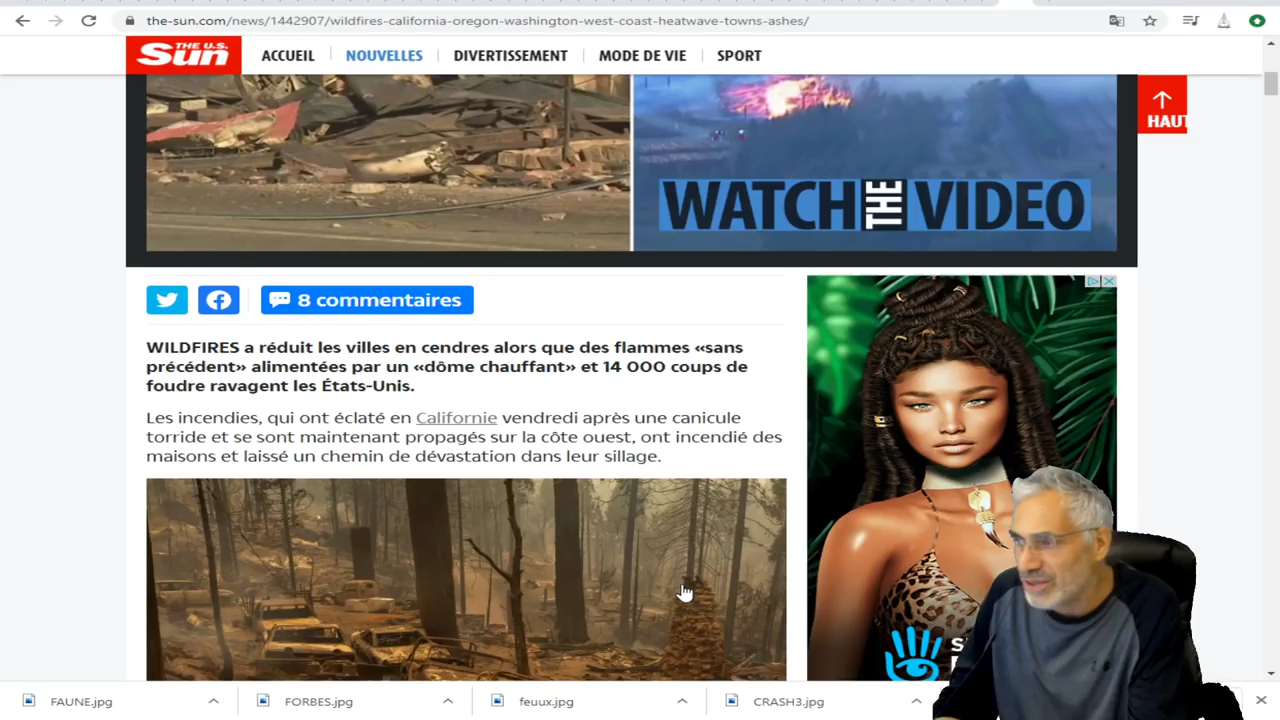 the-sun.com/news/1442907/wildfires-california-oregon-washington-west-coast-heatwave-towns-ashes/
THE U.S. Sun
ACCUEIL
NOUVELLES
DIVERTISSEMENT
MODE DE VIE
SPORT
HAUT
WATCH THE VIDEO
8 commentaires
WILDFIRES a réduit les villes en cendres alors que des flammes «sans
précédent» alimentées par un «dôme chauffant» et 14 000 coups de
foudre ravagent les États-Unis.
Les incendies, qui ont éclaté en Californie vendredi après une canicule
torride et se sont maintenant propagés sur la côte ouest, ont incendié des
maisons et laissé un chemin de dévastation dans leur sillage.
FAUNE.jpg
FORBES.jpg
feuux.jpg
CRASH3.jpg